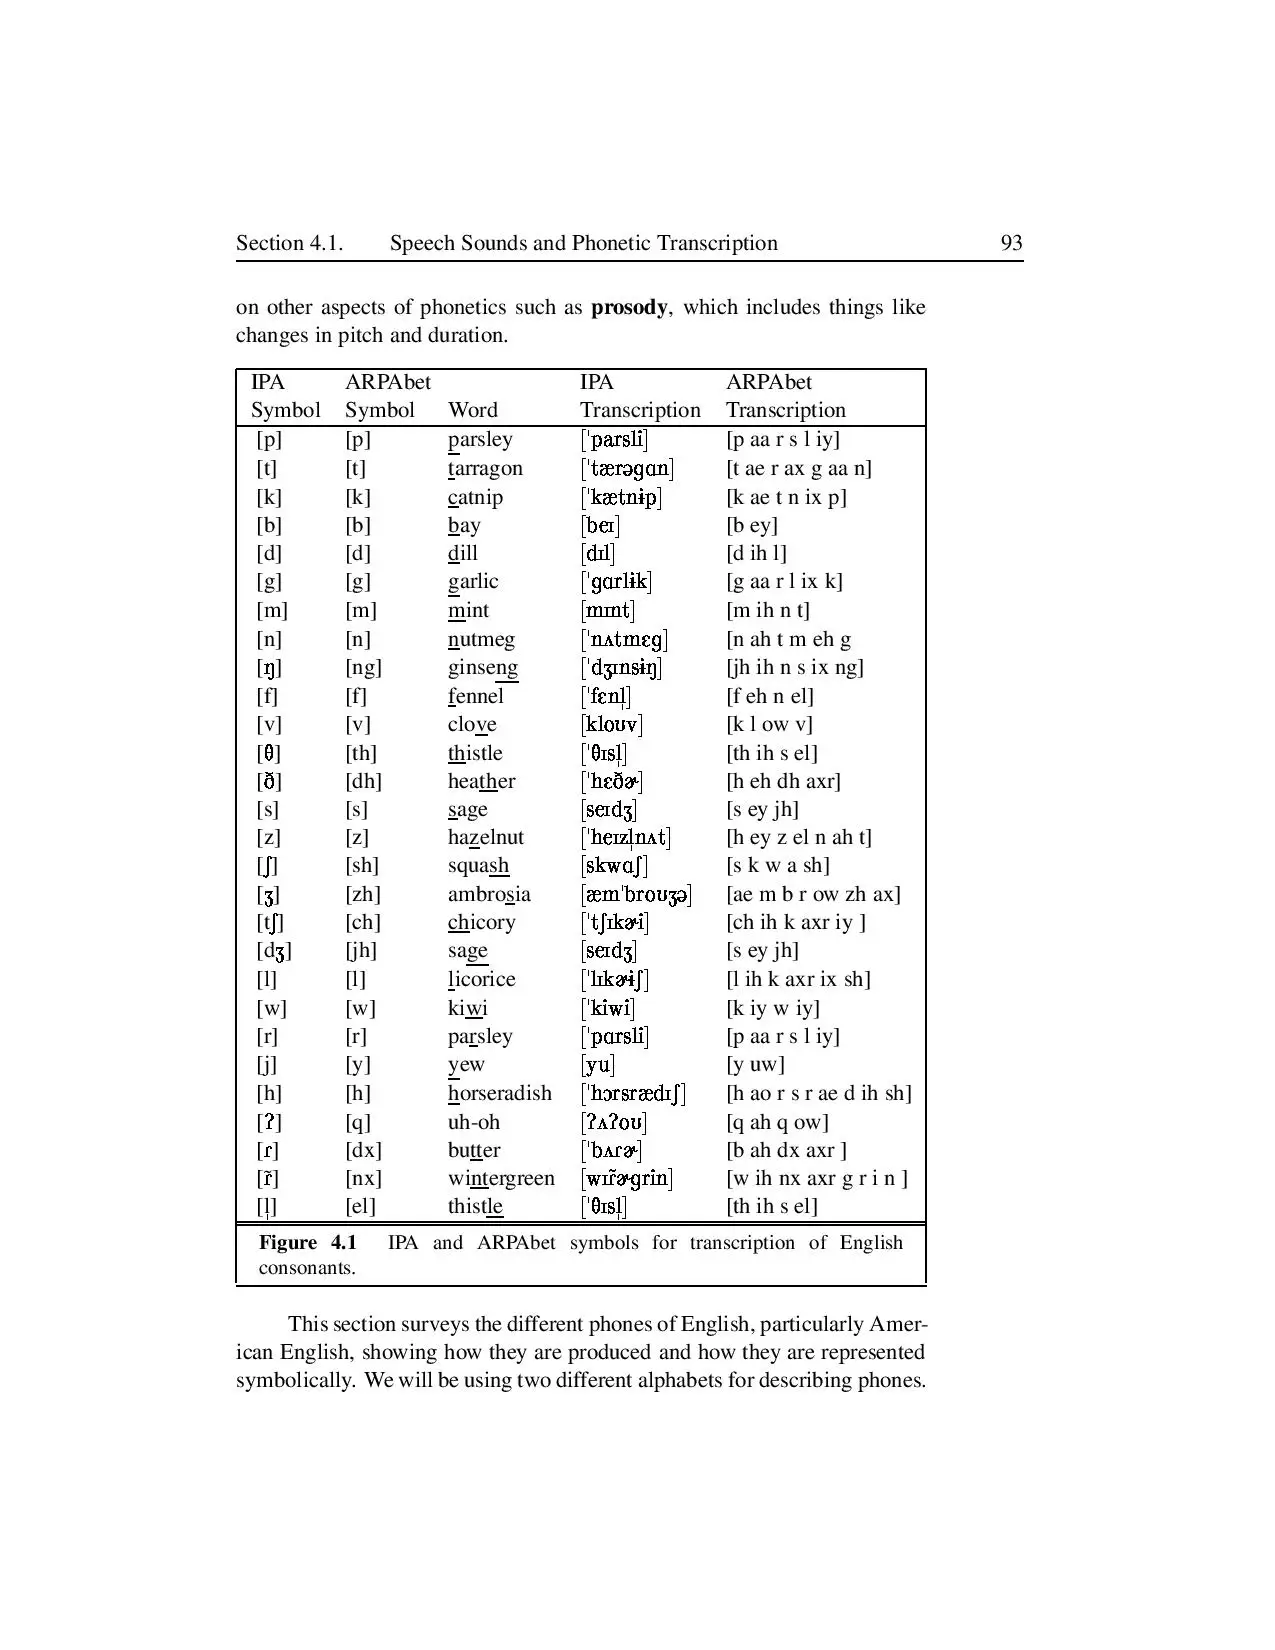 Section 4.1. Speech Sounds and Phonetic Transcription 93
on other aspects of phonetics such as prosody, which includes things like
changes in pitch and duration.
IPA ARPAbet IPA ARPAbet
Symbol Symbol Word Transcription Transcription
[p] [p] parsley [ˈparsli] [p aa r s l iy]
[t] [t] tarragon [ˈtærəgɑn] [t ae r ax g aa n]
[k] [k] catnip [ˈkætnɨp] [k ae t n ix p]
[b] [b] bay [beɪ] [b ey]
[d] [d] dill [dɪl] [d ih l]
[g] [g] garlic [ˈgɑrlɨk] [g aa r l ix k]
[m] [m] mint [mɪnt] [m ih n t]
[n] [n] nutmeg [ˈnʌtmɛg] [n ah t m eh g
[ŋ] [ng] ginseng [ˈdʒɪnsɨŋ] [jh ih n s ix ng]
[f] [f] fennel [ˈfɛnl̩] [f eh n el]
[v] [v] clove [kloʊv] [k l ow v]
[θ] [th] thistle [ˈθɪsl̩] [th ih s el]
[ð] [dh] heather [ˈhɛðɚ] [h eh dh axr]
[s] [s] sage [seɪdʒ] [s ey jh]
[z] [z] hazelnut [ˈheɪzl̩nʌt] [h ey z el n ah t]
[ʃ] [sh] squash [skwɑʃ] [s k w a sh]
[ʒ] [zh] ambrosia [æmˈbroʊʒə] [ae m b r ow zh ax]
[tʃ] [ch] chicory [ˈtʃɪkɚi] [ch ih k axr iy ]
[dʒ] [jh] sage [seɪdʒ] [s ey jh]
[l] [l] licorice [ˈlɪkɚɨʃ] [l ih k axr ix sh]
[w] [w] kiwi [ˈkiwi] [k iy w iy]
[r] [r] parsley [ˈpɑrsli] [p aa r s l iy]
[j] [y] yew [yu] [y uw]
[h] [h] horseradish [ˈhɔrsrædɪʃ] [h ao r s r ae d ih sh]
[ʔ] [q] uh-oh [ʔʌʔoʊ] [q ah q ow]
[ɾ] [dx] butter [ˈbʌɾɚ] [b ah dx axr ]
[ɾ̃] [nx] wintergreen [wɪɾ̃ɚgrin] [w ih nx axr g r i n ]
[l̩] [el] thistle [ˈθɪsl̩] [th ih s el]
Figure 4.1 IPA and ARPAbet symbols for transcription of English
consonants.
This section surveys the different phones of English, particularly Amer-
ican English, showing how they are produced and how they are represented
symbolically. We will be using two different alphabets for describing phones.